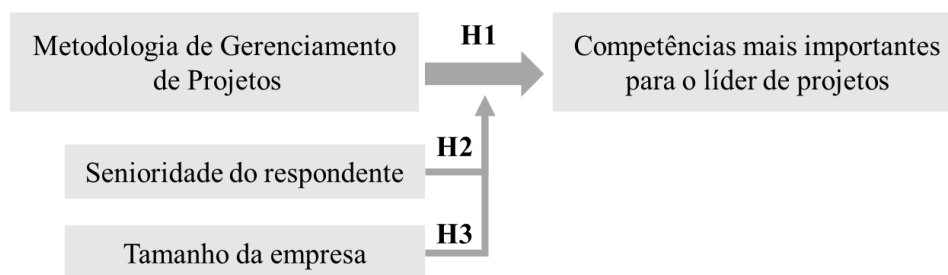 Metodologia de Gerenciamento
de Projetos
H1
Competências mais importantes
para o líder de projetos
H2
Senioridade do respondente
H3
Tamanho da empresa